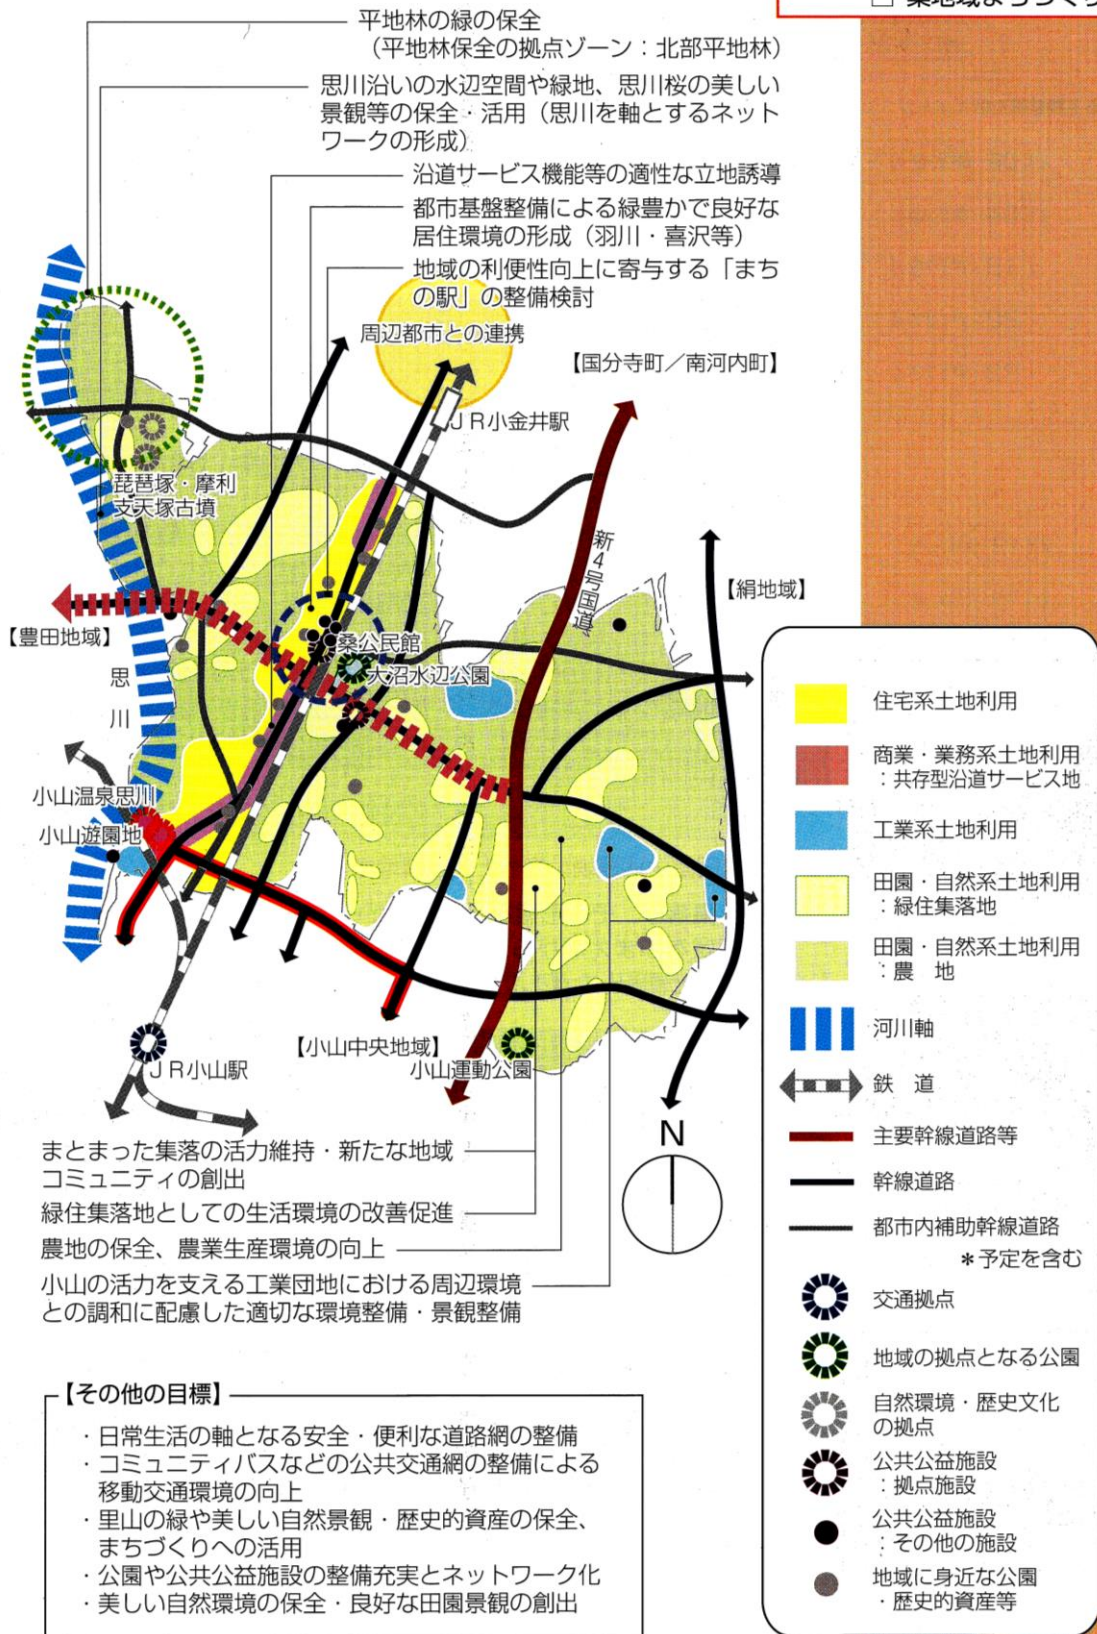 平地林の緑の保全
（平地林保全の拠点ゾーン：北部平地林）
思川沿いの水辺空間や緑地、思川桜の美しい
景観等の保全・活用（思川を軸とするネット
ワークの形成）
沿道サービス機能等の適性な立地誘導
都市基盤整備による緑豊かで良好な
居住環境の形成（羽川・喜沢等）
地域の利便性向上に寄与する「まち
の駅」の整備検討
周辺都市との連携
【国分寺町／南河内町】
ＪＲ小金井駅
琵琶塚・摩利
支天塚古墳
新４号国道
【絹地域】
【豊田地域】
桑公民館
大沼水辺公園
思川
小山温泉思川
小山遊園地
【小山中央地域】
小山運動公園
ＪＲ小山駅
N
まとまった集落の活力維持・新たな地域
コミュニティの創出
緑住集落地としての生活環境の改善促進
農地の保全、農業生産環境の向上
小山の活力を支える工業団地における周辺環境
との調和に配慮した適切な環境整備・景観整備
【その他の目標】
・日常生活の軸となる安全・便利な道路網の整備
・コミュニティバスなどの公共交通網の整備による
移動交通環境の向上
・里山の緑や美しい自然景観・歴史的資産の保全、
まちづくりへの活用
・公園や公共公益施設の整備充実とネットワーク化
・美しい自然環境の保全・良好な田園景観の創出
住宅系土地利用
商業・業務系土地利用
：共存型沿道サービス地
工業系土地利用
田園・自然系土地利用
：緑住集落地
田園・自然系土地利用
：農　地
河川軸
鉄　道
主要幹線道路等
幹線道路
都市内補助幹線道路
＊予定を含む
交通拠点
地域の拠点となる公園
自然環境・歴史文化
の拠点
公共公益施設
：拠点施設
公共公益施設
：その他の施設
地域に身近な公園
・歴史的資産等